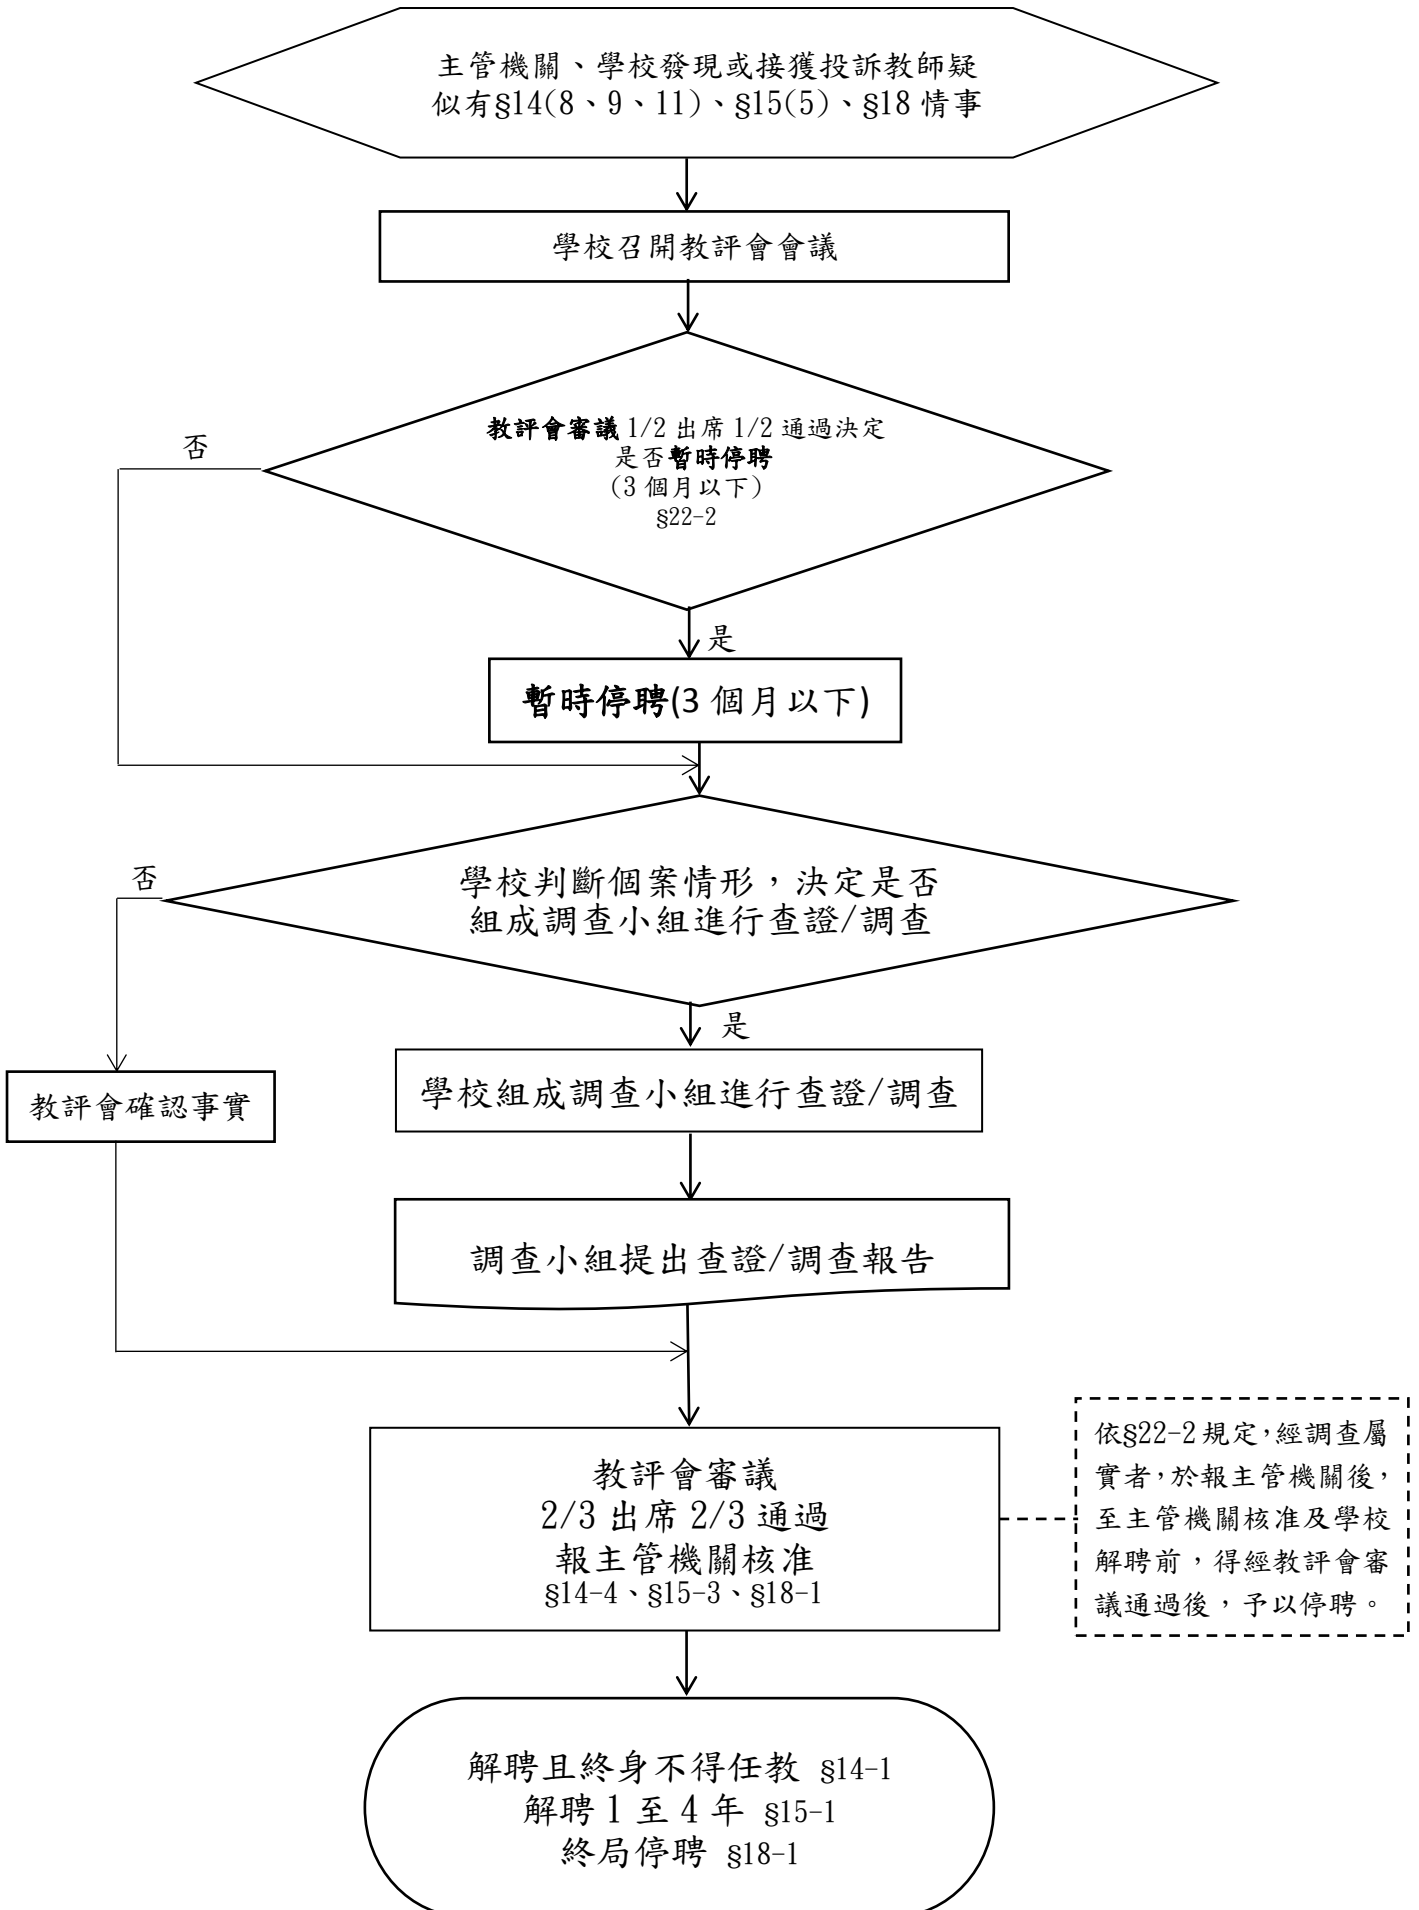 主管機關、學校發現或接獲投訴教師疑
似有§14(8、9、11)、§15(5)、§18 情事
學校召開教評會會議
教評會審議 1/2 出席 1/2 通過決定
是否暫時停聘
(3 個月以下)
§22-2
否
是
暫時停聘(3 個月以下)
學校判斷個案情形，決定是否
組成調查小組進行查證/調查
否
是
學校組成調查小組進行查證/調查
教評會確認事實
調查小組提出查證/調查報告
教評會審議
2/3 出席 2/3 通過
報主管機關核准
§14-4、§15-3、§18-1
依§22-2 規定，經調查屬
實者，於報主管機關後，
至主管機關核准及學校
解聘前，得經教評會審
議通過後，予以停聘。
解聘且終身不得任教 §14-1
解聘 1 至 4 年 §15-1
終局停聘 §18-1